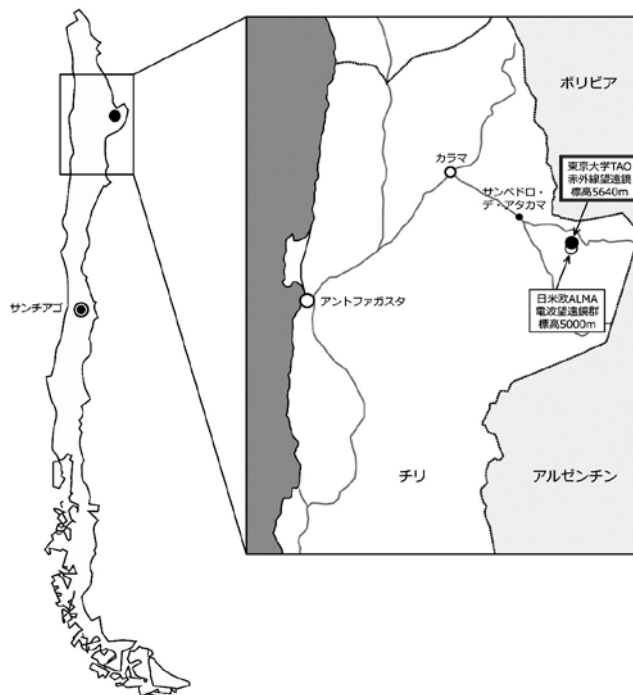 ボリビア
東京大学TAO
赤外線望遠鏡
標高5640m
カラマ
サンペドロ・
デ・アタカマ
サンチアゴ
アントファガスタ
日米欧ALMA
電波望遠鏡群
標高5000m
チリ
アルゼンチン